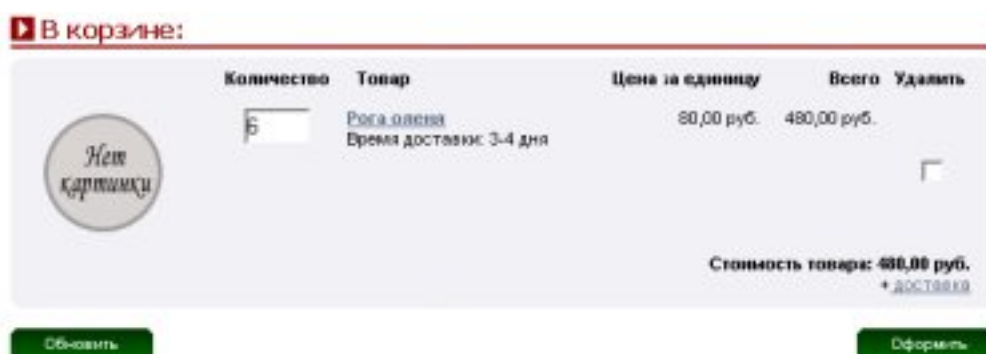 В корзине:
Количество Товар Цена за единицу Всего Удалить
6 Рога оленя 80,00 руб. 480,00 руб.
Время доставки: 3-4 дня
Нет
картинки
Стоимость товара: 480,00 руб.
+ доставка
Обновить Оформить